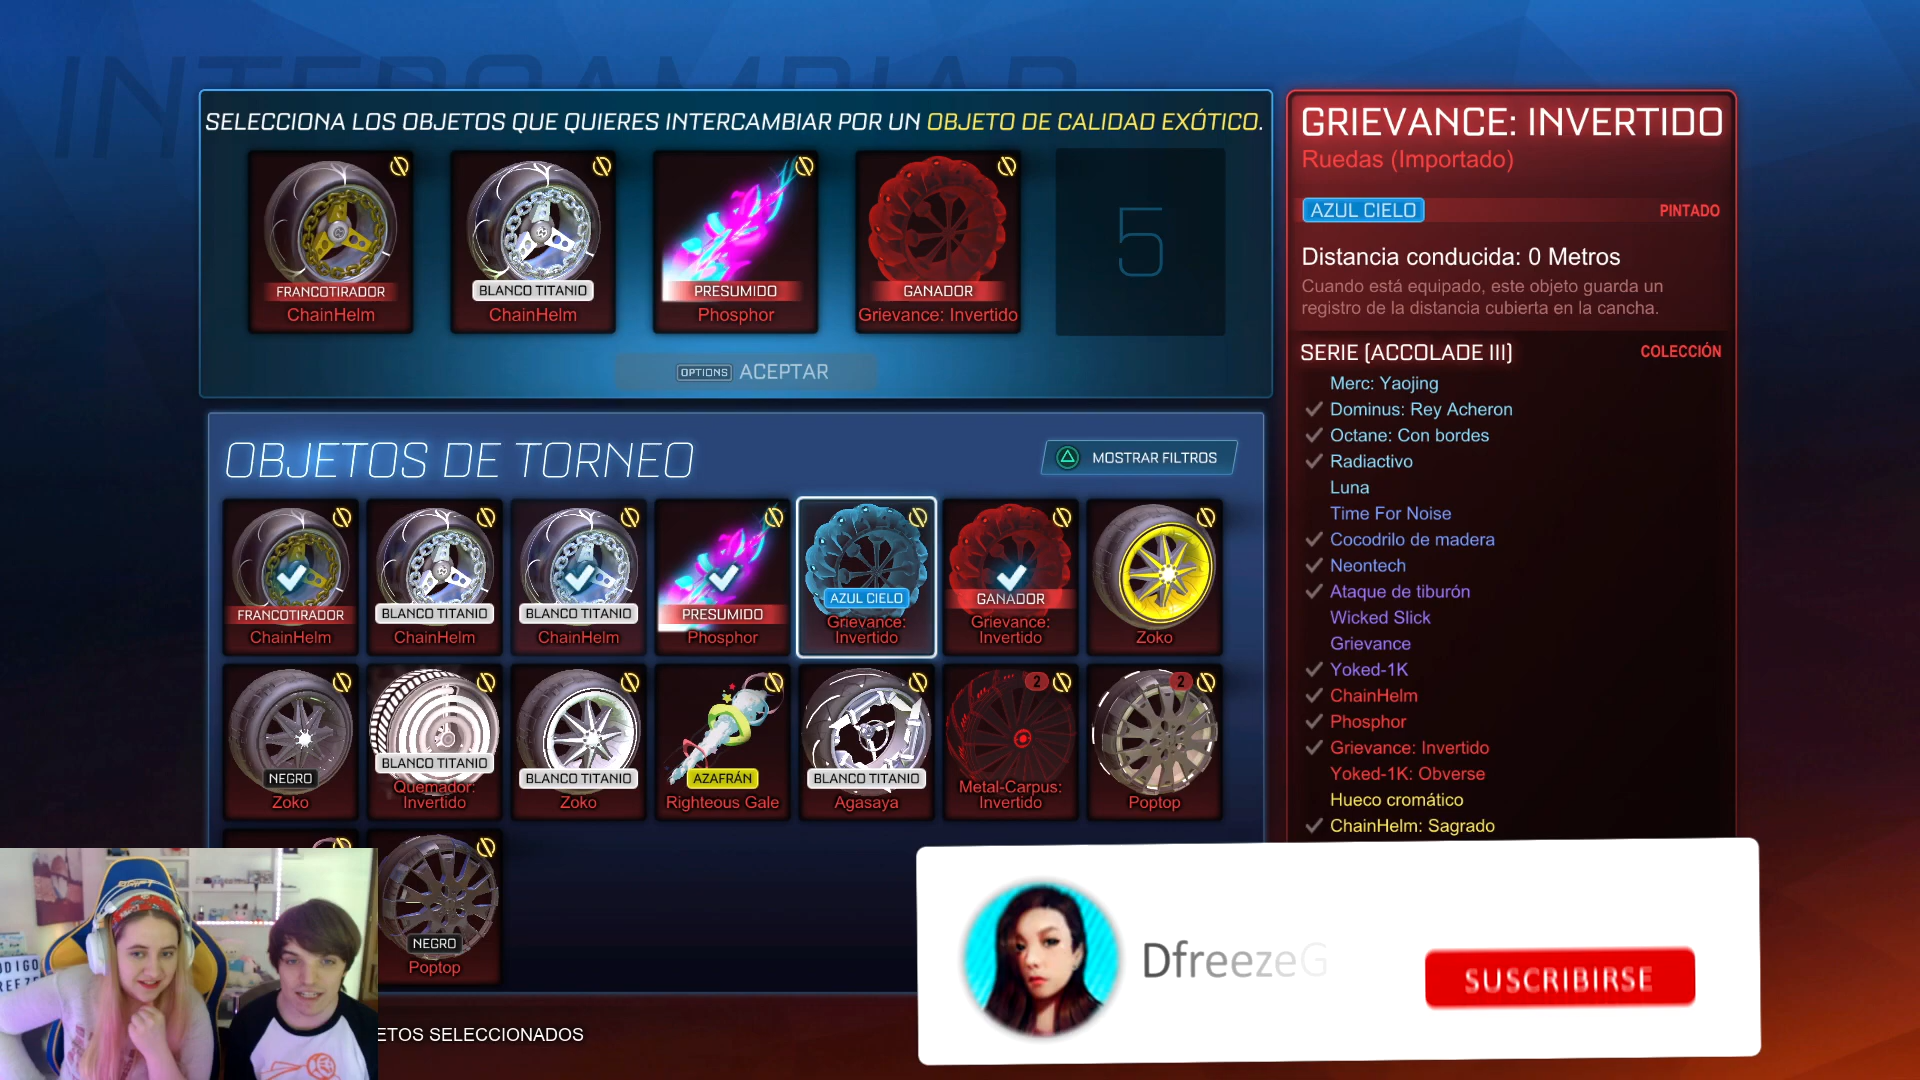 INTERCAMBIAR
SELECCIONA LOS OBJETOS QUE QUIERES INTERCAMBIAR POR UN OBJETO DE CALIDAD EXÓTICO.
FRANCOTIRADOR
ChainHelm
BLANCO TITANIO
ChainHelm
PRESUMIDO
Phosphor
GANADOR
Grievance: Invertido
5
OPTIONS ACEPTAR
GRIEVANCE: INVERTIDO
Ruedas (Importado)
AZUL CIELO
PINTADO
Distancia conducida: 0 Metros
Cuando está equipado, este objeto guarda un
registro de la distancia cubierta en la cancha.
SERIE (ACCOLADE III)
COLECCIÓN
Merc: Yaojing
Dominus: Rey Acheron
Octane: Con bordes
Radiactivo
Luna
Time For Noise
Cocodrilo de madera
Neontech
Ataque de tiburón
Wicked Slick
Grievance
Yoked-1K
ChainHelm
Phosphor
Grievance: Invertido
Yoked-1K: Obverse
Hueco cromático
ChainHelm: Sagrado
OBJETOS DE TORNEO
MOSTRAR FILTROS
FRANCOTIRADOR
ChainHelm
BLANCO TITANIO
ChainHelm
BLANCO TITANIO
ChainHelm
PRESUMIDO
Phosphor
AZUL CIELO
Grievance:
Invertido
GANADOR
Grievance:
Invertido
Zoko
NEGRO
Zoko
BLANCO TITANIO
Quemador:
Invertido
BLANCO TITANIO
Zoko
AZAFRÁN
Righteous Gale
BLANCO TITANIO
Agasaya
2
Metal-Carpus:
Invertido
2
Poptop
NEGRO
Poptop
ETOS SELECCIONADOS
DfreezeG
SUSCRIBIRSE